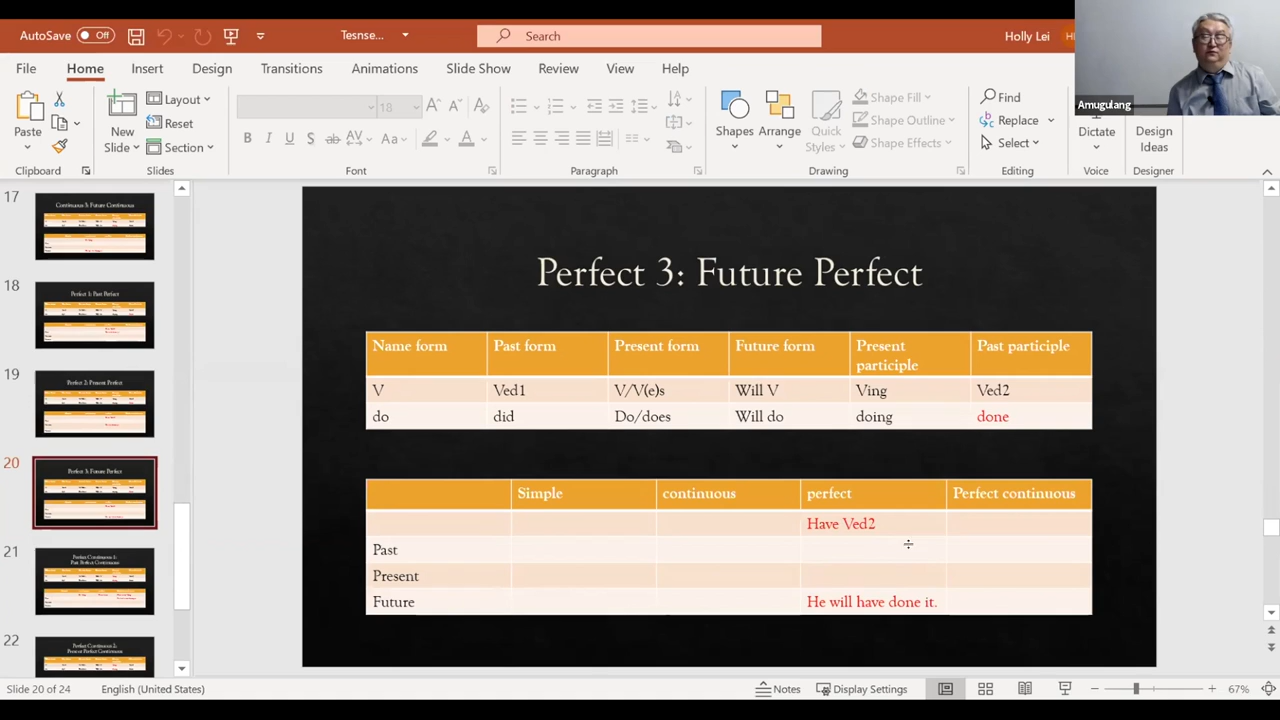 AutoSave Off Tesnse... Search Holly Lei
File Home Insert Design Transitions Animations Slide Show Review View Help
Amugulang
Paste
New
Slide
Layout
Reset
Section
18
Aa
Shapes
Arrange
Quick
Styles
Shape Fill
Shape Outline
Shape Effects
Find
Replace
Select
Dictate
Design
Ideas
Clipboard Slides Font Paragraph Drawing Editing Voice Designer
17
Continuous 3: Future Continuous
18
Perfect 1: Past Perfect
19
Perfect 2: Present Perfect
20
Perfect 3: Future Perfect
21
Perfect Continuous 1:
Past Perfect Continuous
22
Perfect Continuous 2:
Present Perfect Continuous
Perfect 3: Future Perfect
Name form Past form Present form Future form Present participle Past participle
V Ved1 V/V(e)s Will V Ving Ved2
do did Do/does Will do doing done
Simple continuous perfect Perfect continuous
Have Ved2
Past
Present
Future He will have done it.
Slide 20 of 24 English (United States) Notes Display Settings 67%